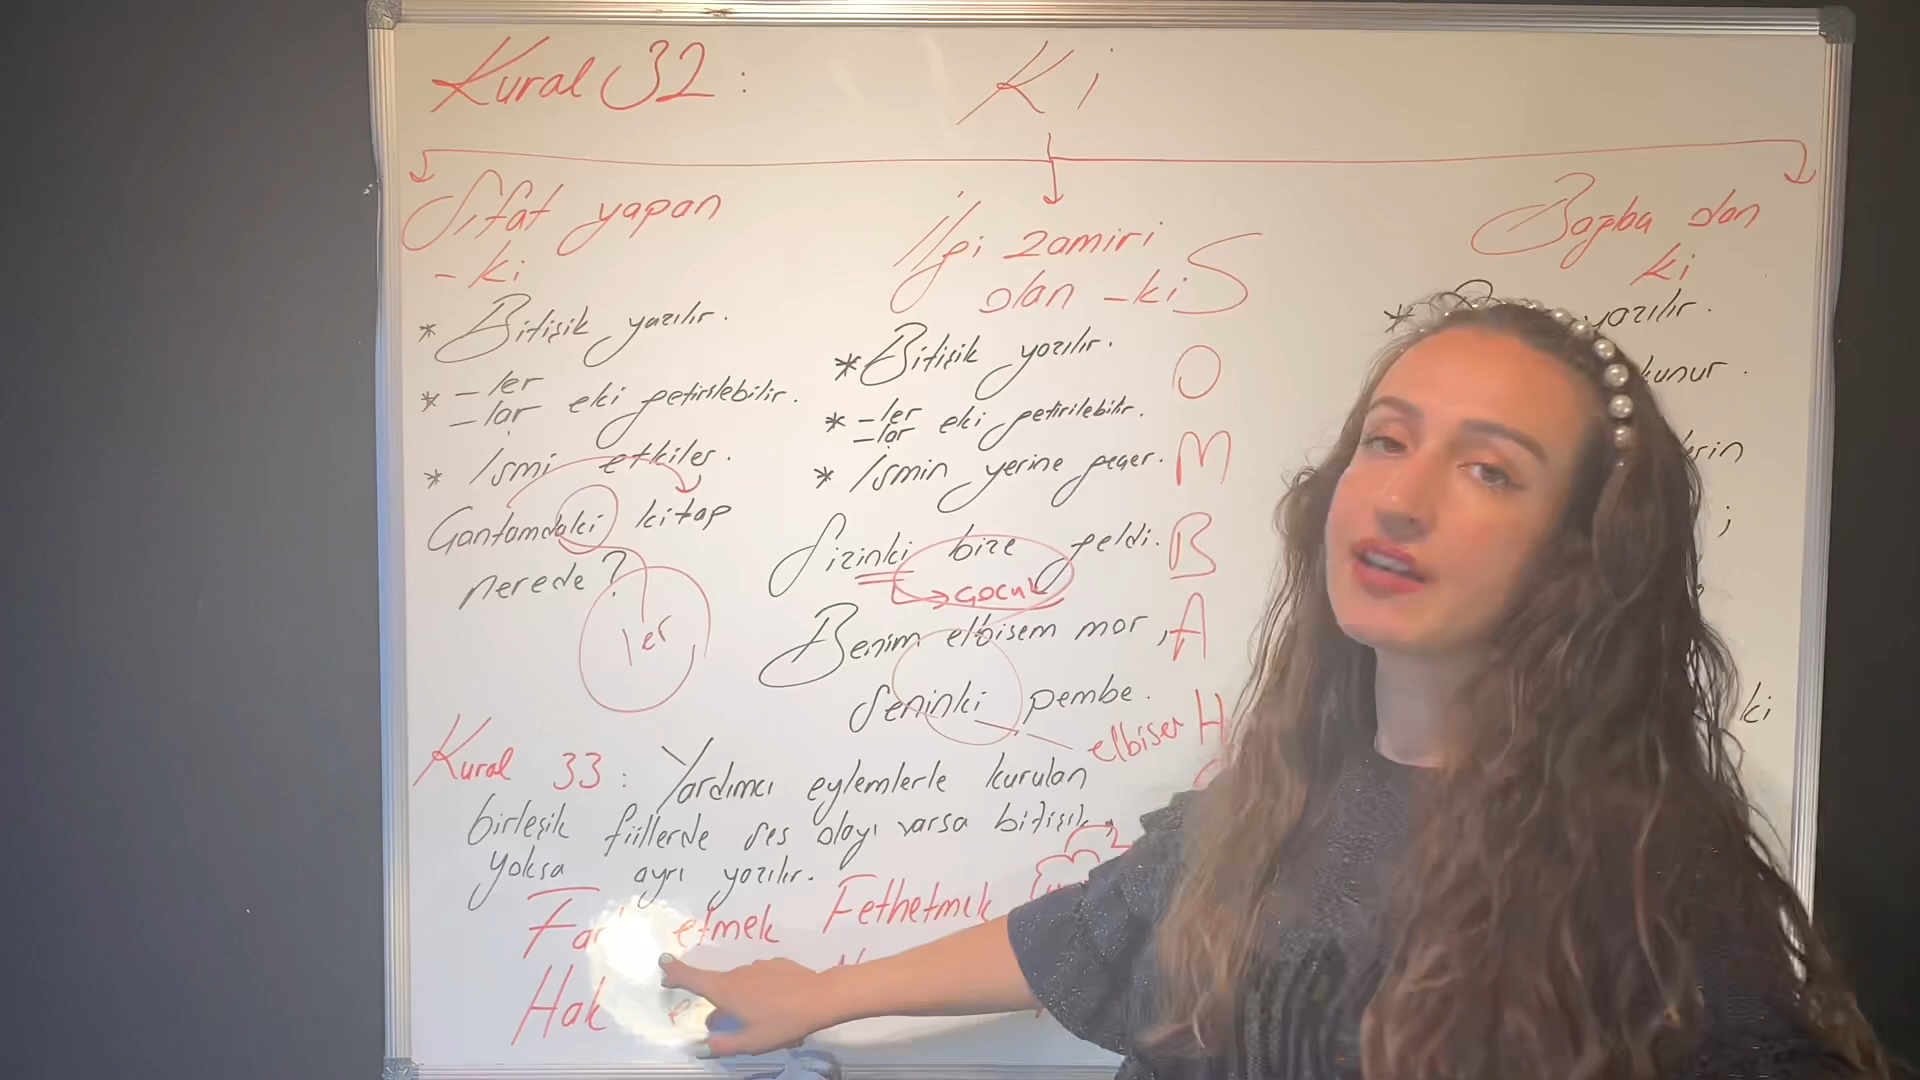 Kural 32 : Ki
Sıfat yapan
-ki
* Bitişik yazılır.
* -ler
-lar eki getirilebilir.
* İsmi etkiler.
Çantamdaki kitap
nerede?
ler
İlgi zamiri
olan -ki
* Bitişik yazılır.
* -ler
-lar eki getirilebilir.
* İsmin yerine geçer.
Sizinki bize geldi.
çocuk
Benim elbisem mor,
Seninki pembe.
elbisen
S
O
M
B
A
H
Bağlaç olan
ki
* yazılır.
ki
Kural 33 : Yardımcı eylemlerle kurulan
birleşik fiillerde ses olayı varsa bitişik,
yoksa ayrı yazılır.
etmek Fethetmek
Hak